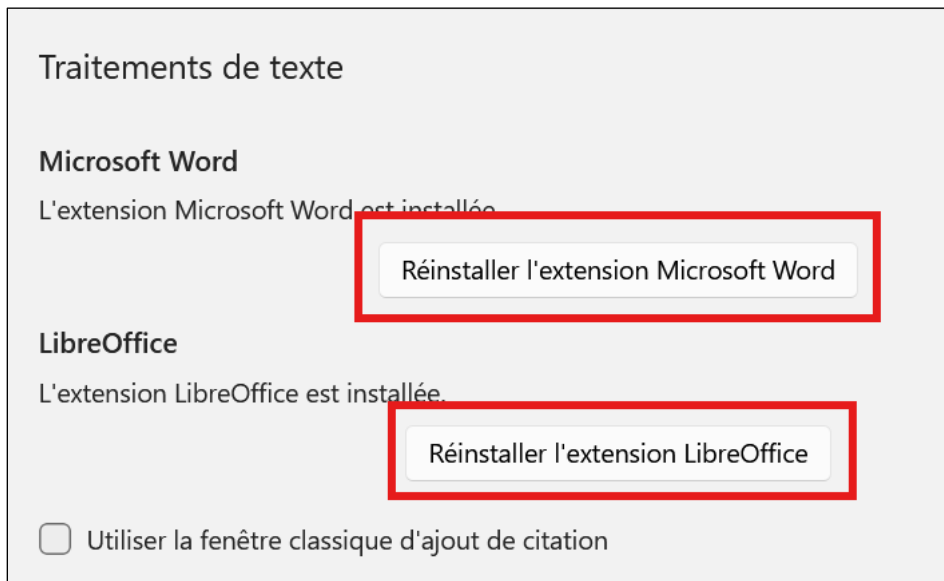 Traitements de texte
Microsoft Word
L'extension Microsoft Word est installée
Réinstaller l'extension Microsoft Word
LibreOffice
L'extension LibreOffice est installée.
Réinstaller l'extension LibreOffice
Utiliser la fenêtre classique d'ajout de citation